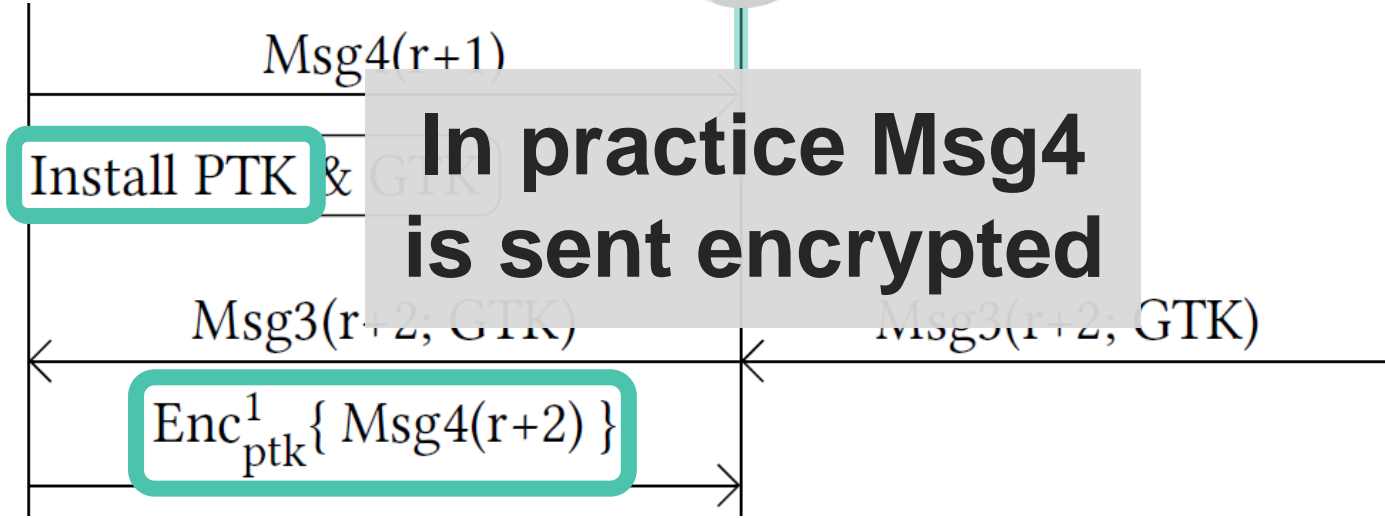 Msg4(r+1)
In practice Msg4
Install PTK & GTK
is sent encrypted
Msg3(r+2; GTK) Msg3(r+2; GTK)
Enc¹ptk{ Msg4(r+2) }